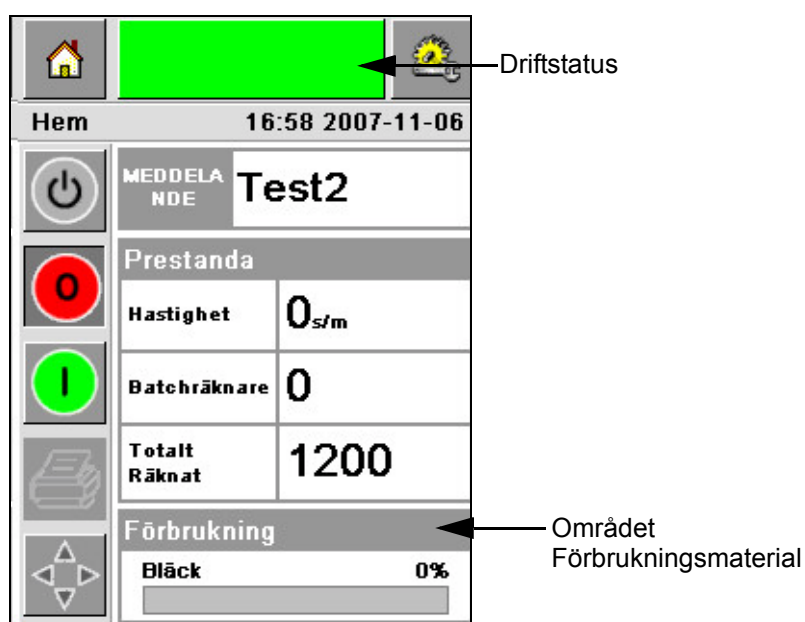 Driftstatus
Hem 16:58 2007-11-06
MEDDELA
NDE
Test2
Prestanda
Hastighet 0s/m
Batchräknare 0
Totalt
Räknat
1200
Förbrukning
Bläck 0%
Området
Förbrukningsmaterial
O
I